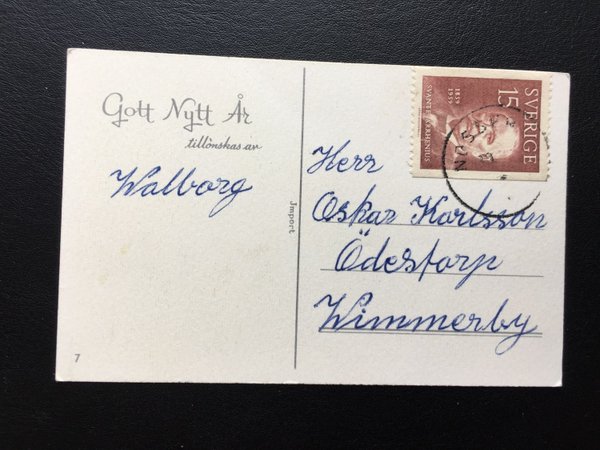 Gott Nytt År
tillönskas av
Walborg
7
Import
SVERIGE
15
1859
1959
SVANTE ARRHENIUS
Herr
Oskar Karlsson
Ödestorp
Wimmerby